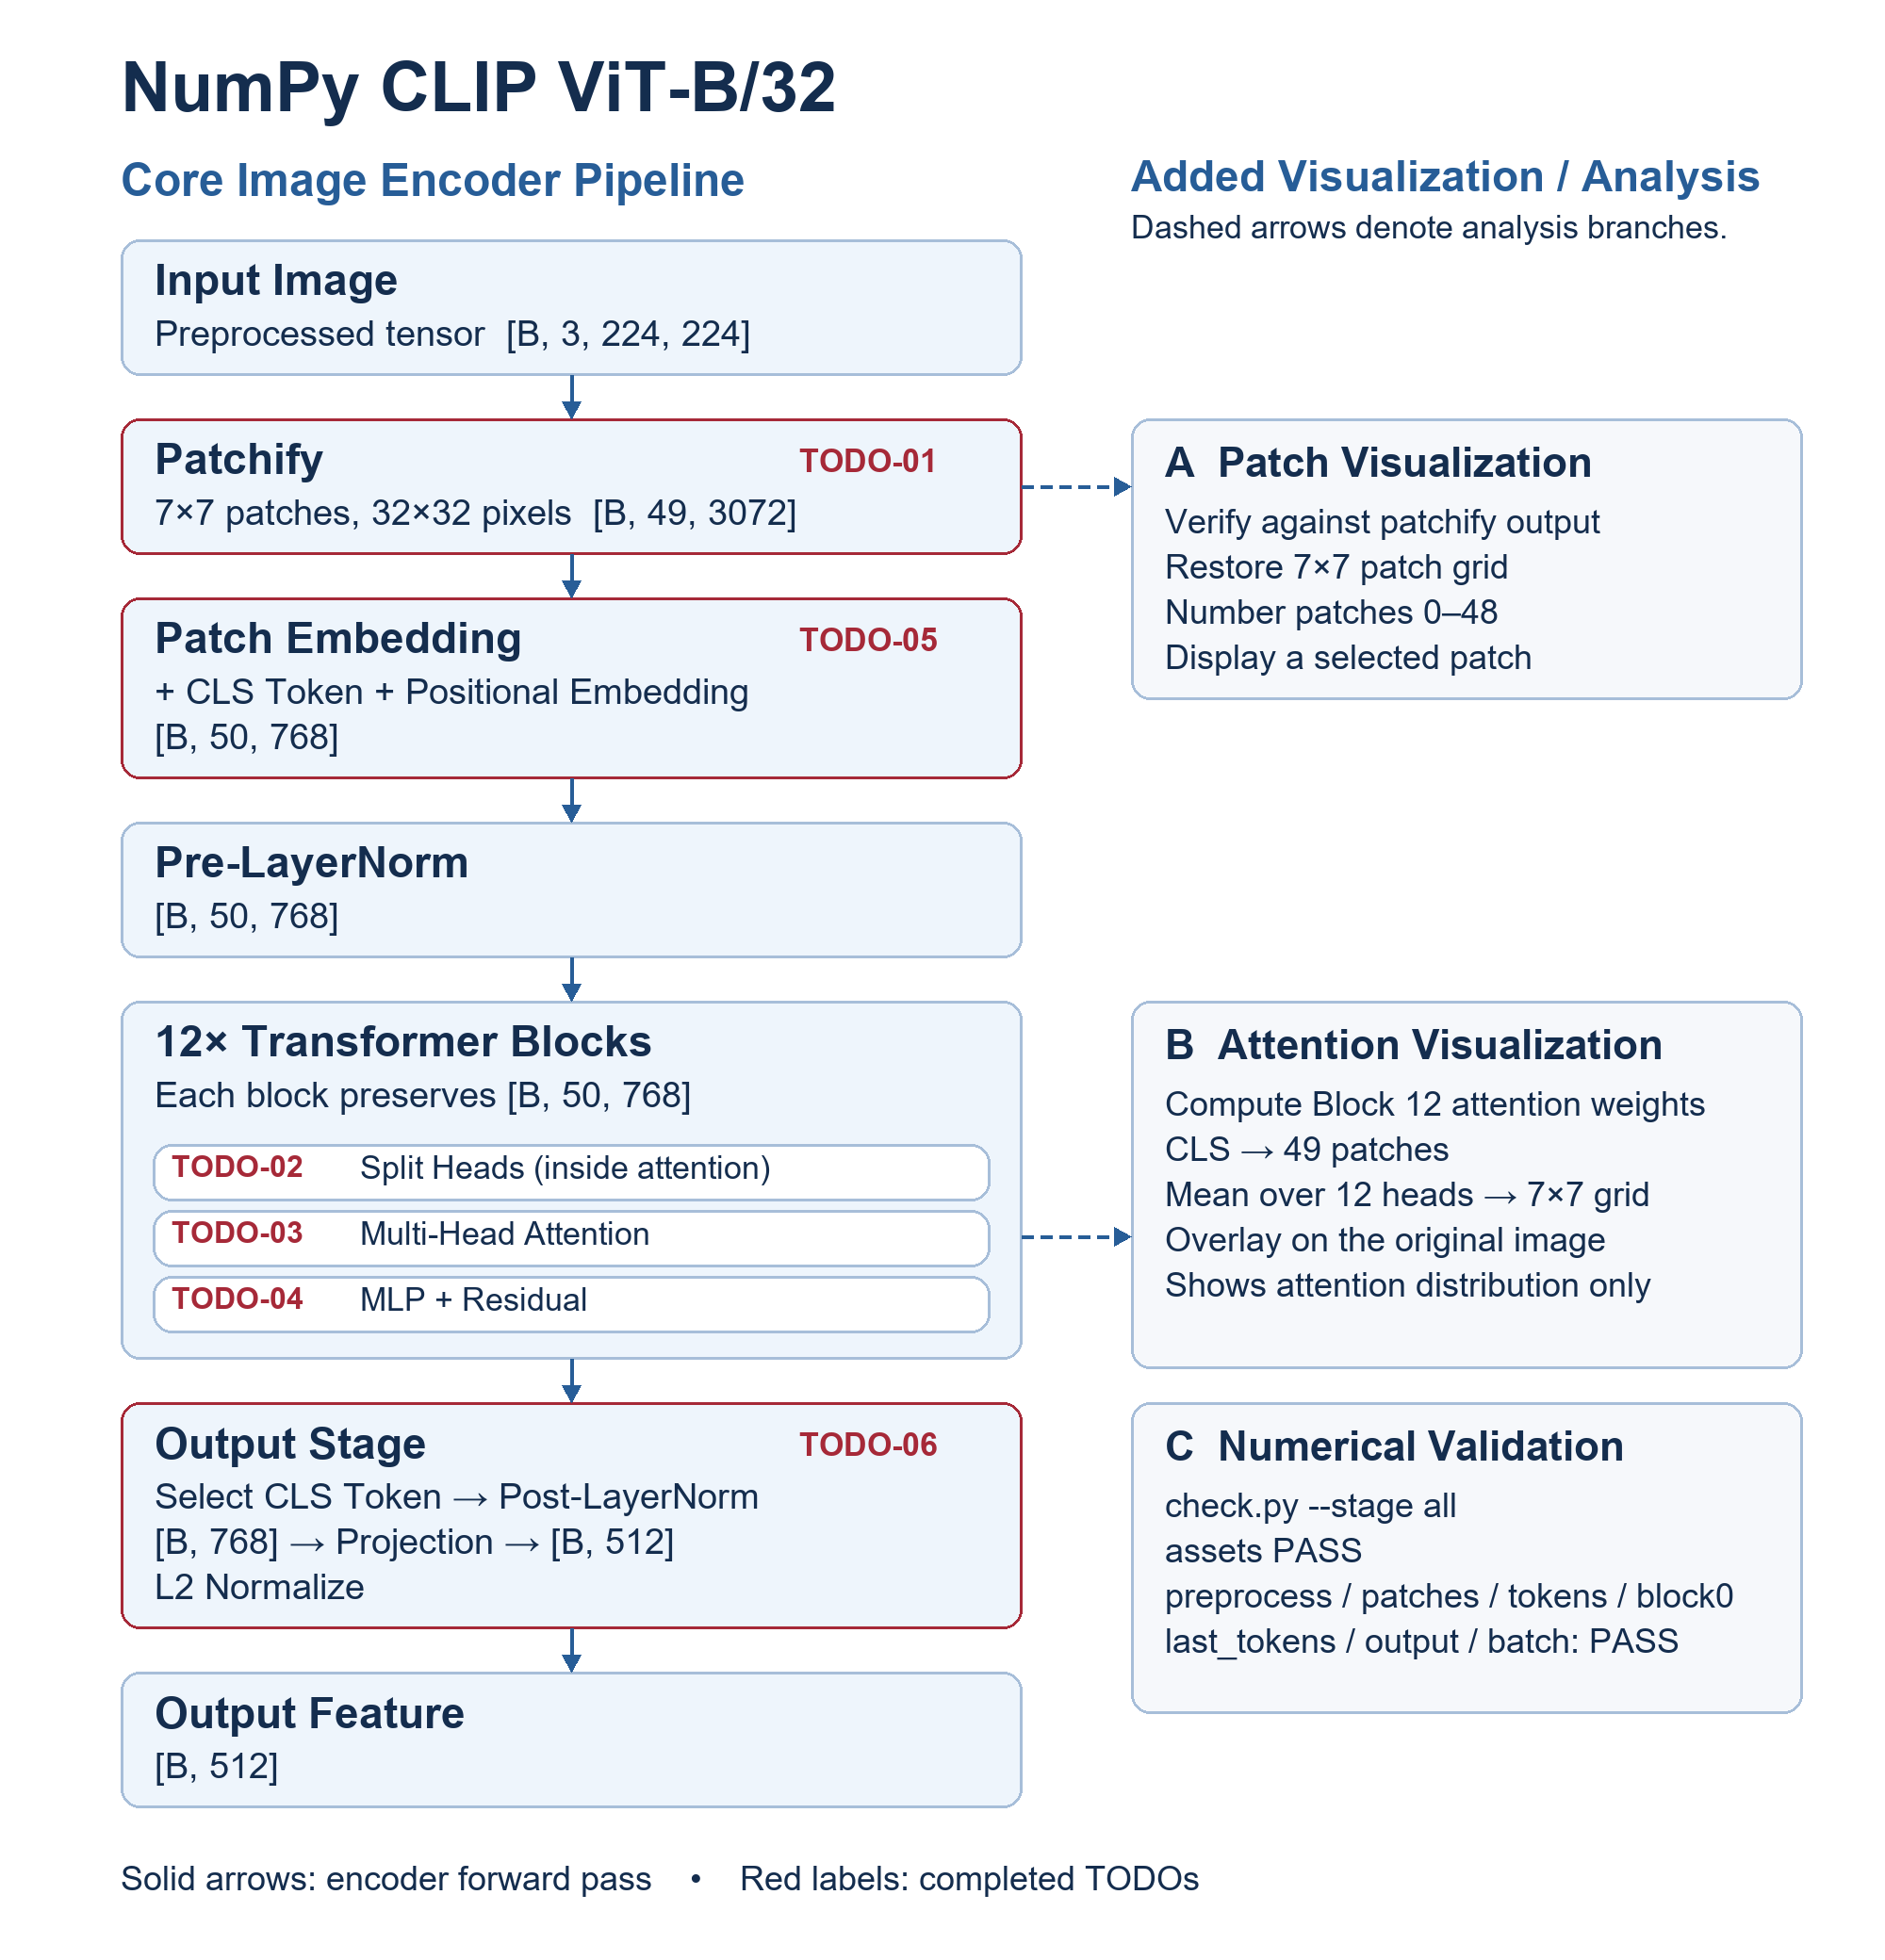 NumPy CLIP ViT-B/32
Core Image Encoder Pipeline
Input Image
Preprocessed tensor [B, 3, 224, 224]
Patchify
TODO-01
7×7 patches, 32×32 pixels [B, 49, 3072]
Patch Embedding
TODO-05
+ CLS Token + Positional Embedding
[B, 50, 768]
Pre-LayerNorm
[B, 50, 768]
12× Transformer Blocks
Each block preserves [B, 50, 768]
TODO-02 Split Heads (inside attention)
TODO-03 Multi-Head Attention
TODO-04 MLP + Residual
Output Stage
TODO-06
Select CLS Token → Post-LayerNorm
[B, 768] → Projection → [B, 512]
L2 Normalize
Output Feature
[B, 512]
Added Visualization / Analysis
Dashed arrows denote analysis branches.
A Patch Visualization
Verify against patchify output
Restore 7×7 patch grid
Number patches 0–48
Display a selected patch
B Attention Visualization
Compute Block 12 attention weights
CLS → 49 patches
Mean over 12 heads → 7×7 grid
Overlay on the original image
Shows attention distribution only
C Numerical Validation
check.py --stage all
assets PASS
preprocess / patches / tokens / block0
last_tokens / output / batch: PASS
Solid arrows: encoder forward pass • Red labels: completed TODOs